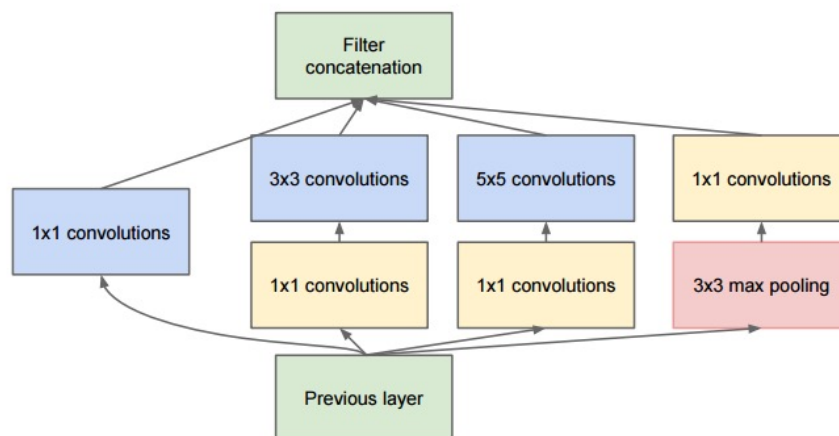 Filter
concatenation
3x3 convolutions
5x5 convolutions
1x1 convolutions
1x1 convolutions
1x1 convolutions
1x1 convolutions
3x3 max pooling
Previous layer